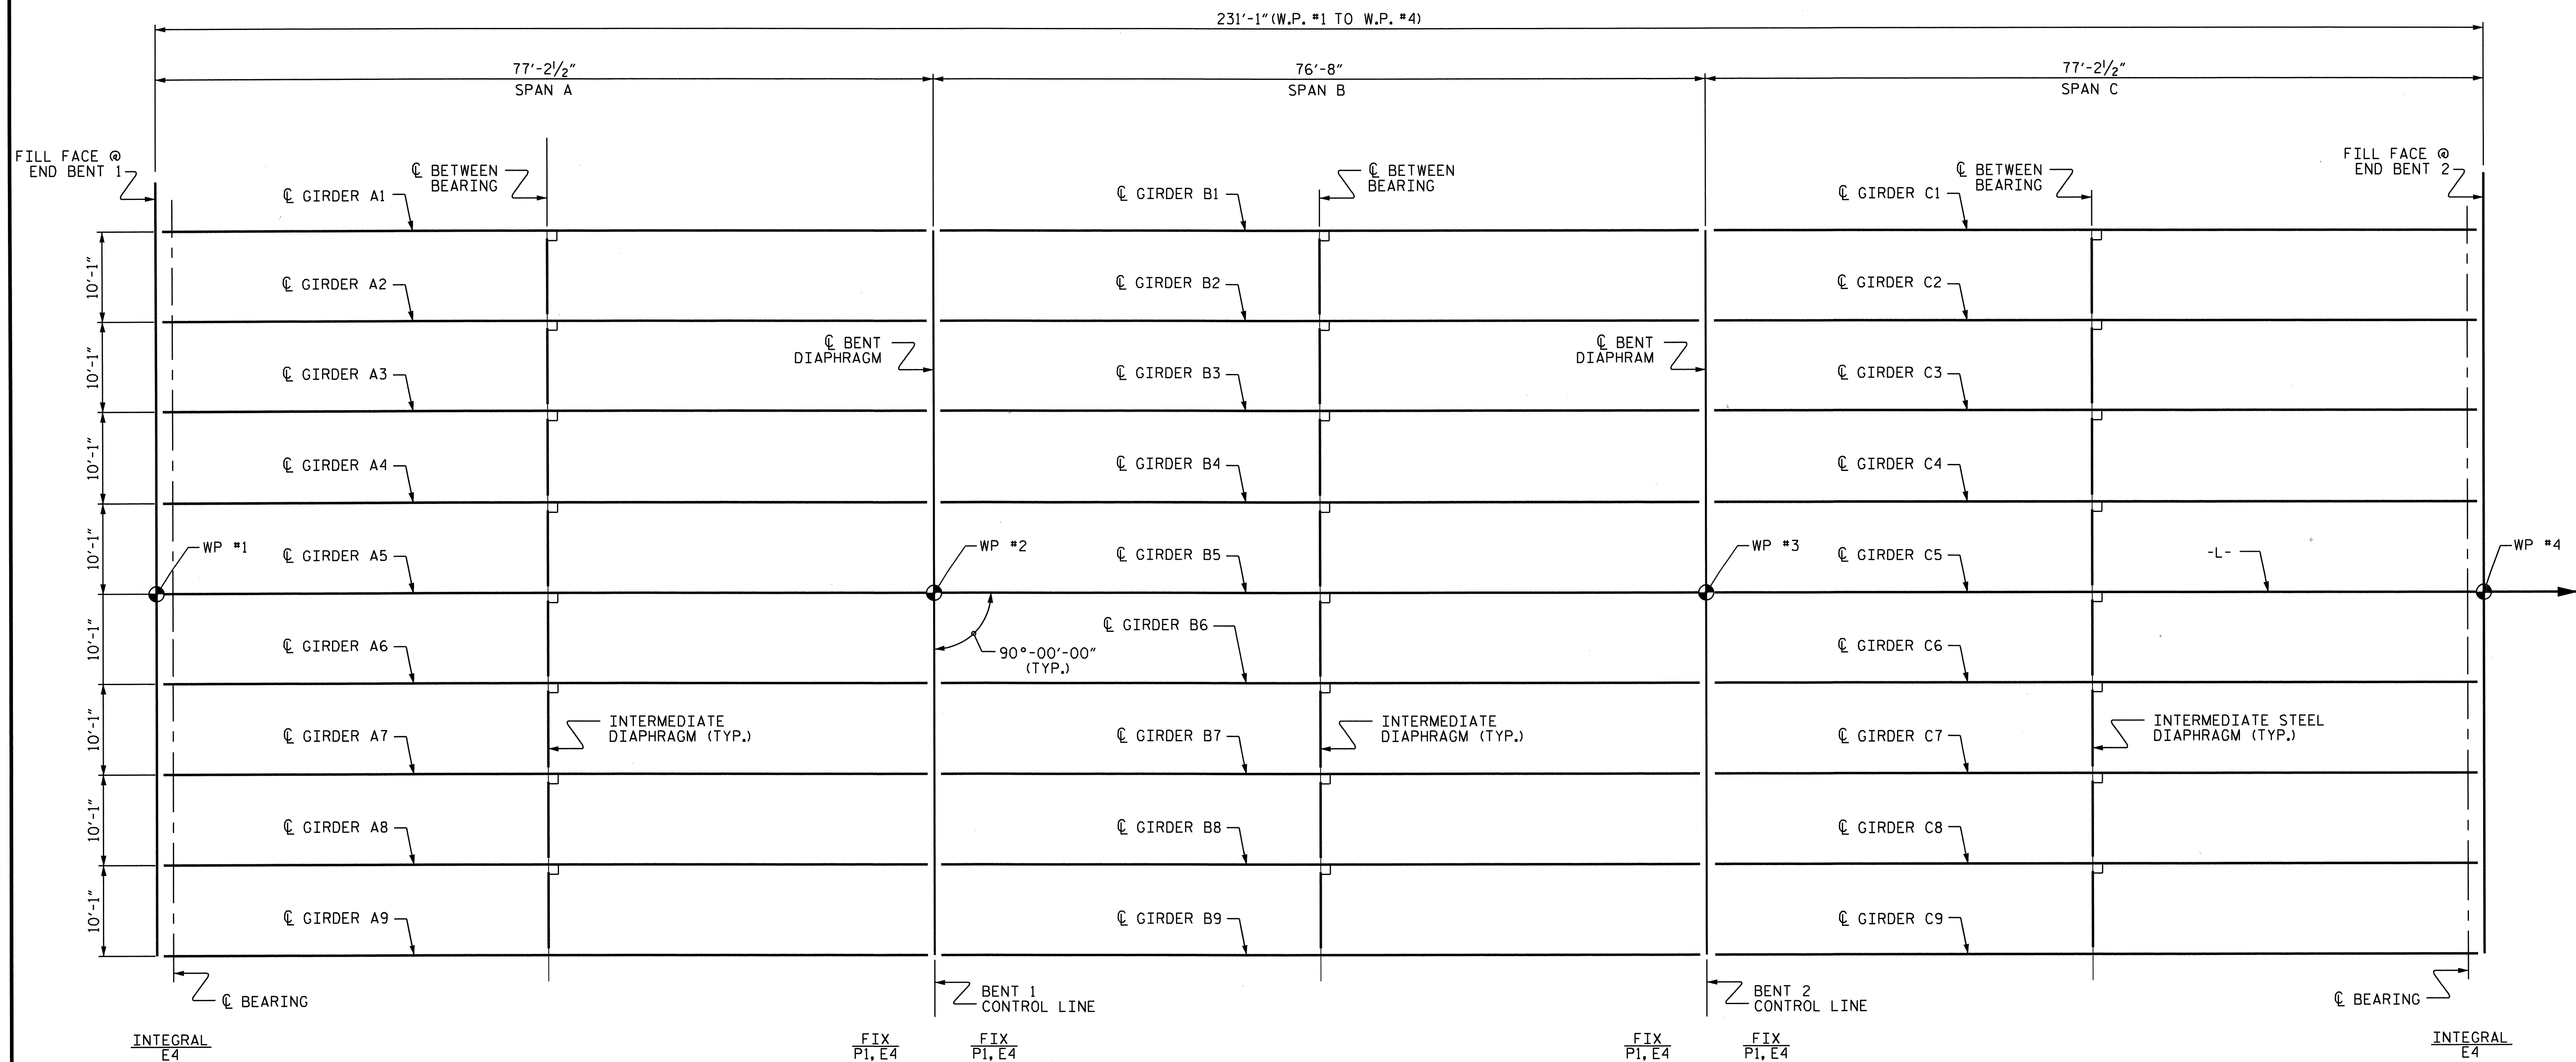 231'-1" (W.P. #1 TO W.P. #4)
77'-2½"
SPAN A
76'-8"
SPAN B
77'-2½"
SPAN C
FILL FACE @
END BENT 1
℄ BETWEEN
BEARING
℄ BETWEEN
BEARING
℄ BETWEEN
BEARING
FILL FACE @
END BENT 2
℄ GIRDER A1
℄ GIRDER B1
℄ GIRDER C1
10'-1"
℄ GIRDER A2
℄ GIRDER B2
℄ GIRDER C2
10'-1"
℄ BENT
DIAPHRAGM
℄ BENT
DIAPHRAM
℄ GIRDER A3
℄ GIRDER B3
℄ GIRDER C3
10'-1"
℄ GIRDER A4
℄ GIRDER B4
℄ GIRDER C4
10'-1"
WP #1
℄ GIRDER A5
WP #2
℄ GIRDER B5
WP #3
℄ GIRDER C5
-L-
WP #4
10'-1"
℄ GIRDER A6
90°-00'-00"
(TYP.)
℄ GIRDER B6
℄ GIRDER C6
10'-1"
℄ GIRDER A7
INTERMEDIATE
DIAPHRAGM (TYP.)
℄ GIRDER B7
INTERMEDIATE
DIAPHRAGM (TYP.)
℄ GIRDER C7
INTERMEDIATE STEEL
DIAPHRAGM (TYP.)
10'-1"
℄ GIRDER A8
℄ GIRDER B8
℄ GIRDER C8
10'-1"
℄ GIRDER A9
℄ GIRDER B9
℄ GIRDER C9
℄ BEARING
BENT 1
CONTROL LINE
BENT 2
CONTROL LINE
℄ BEARING
INTEGRAL
E4
FIX
P1, E4
FIX
P1, E4
FIX
P1, E4
FIX
P1, E4
INTEGRAL
E4